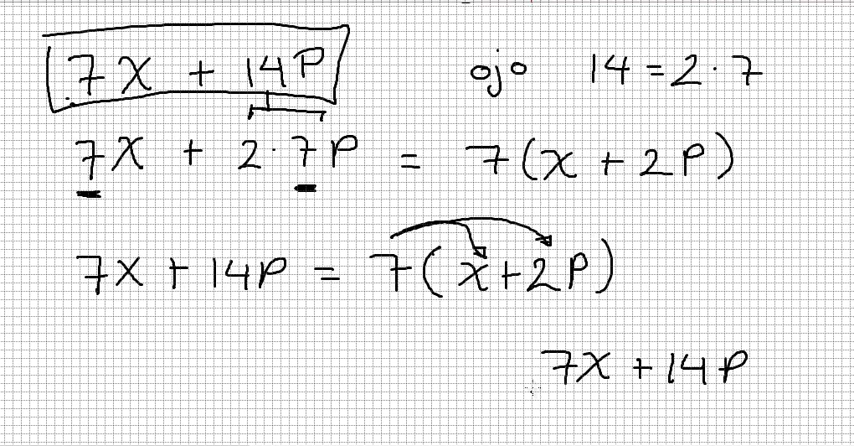 7X + 14P ojo 14 = 2 · 7
7X + 2 · 7P = 7(x + 2P)
7X + 14P = 7(x + 2P)
7X + 14P